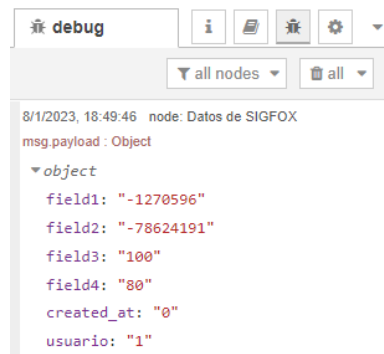 debug
all nodes all
8/1/2023, 18:49:46 node: Datos de SIGFOX
msg.payload : Object
object
field1: "-1270596"
field2: "-78624191"
field3: "100"
field4: "80"
created_at: "0"
usuario: "1"